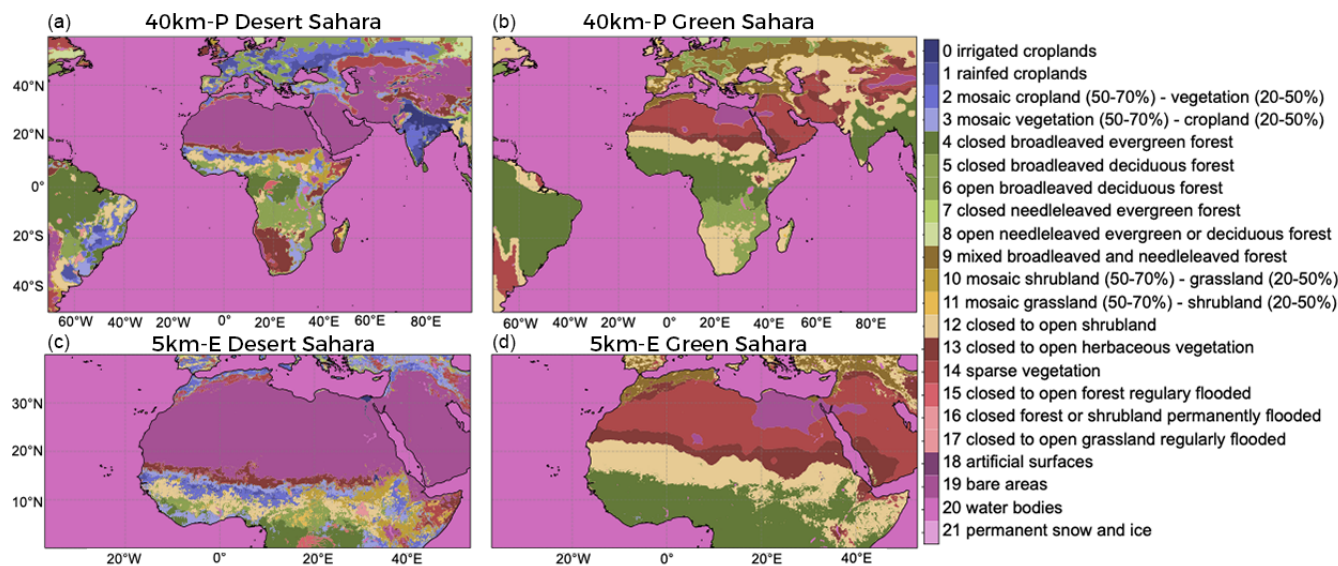 (a) 40km-P Desert Sahara
(b) 40km-P Green Sahara
40°N
20°N
0°
20°S
40°S
60°W 40°W 20°W 0° 20°E 40°E 60°E 80°E
60°W 40°W 20°W 0° 20°E 40°E 60°E 80°E
(c) 5km-E Desert Sahara
(d) 5km-E Green Sahara
30°N
20°N
10°N
20°W 0° 20°E 40°E
20°W 0° 20°E 40°E
0 irrigated croplands
1 rainfed croplands
2 mosaic cropland (50-70%) - vegetation (20-50%)
3 mosaic vegetation (50-70%) - cropland (20-50%)
4 closed broadleaved evergreen forest
5 closed broadleaved deciduous forest
6 open broadleaved deciduous forest
7 closed needleleaved evergreen forest
8 open needleleaved evergreen or deciduous forest
9 mixed broadleaved and needleleaved forest
10 mosaic shrubland (50-70%) - grassland (20-50%)
11 mosaic grassland (50-70%) - shrubland (20-50%)
12 closed to open shrubland
13 closed to open herbaceous vegetation
14 sparse vegetation
15 closed to open forest regulary flooded
16 closed forest or shrubland permanently flooded
17 closed to open grassland regularly flooded
18 artificial surfaces
19 bare areas
20 water bodies
21 permanent snow and ice